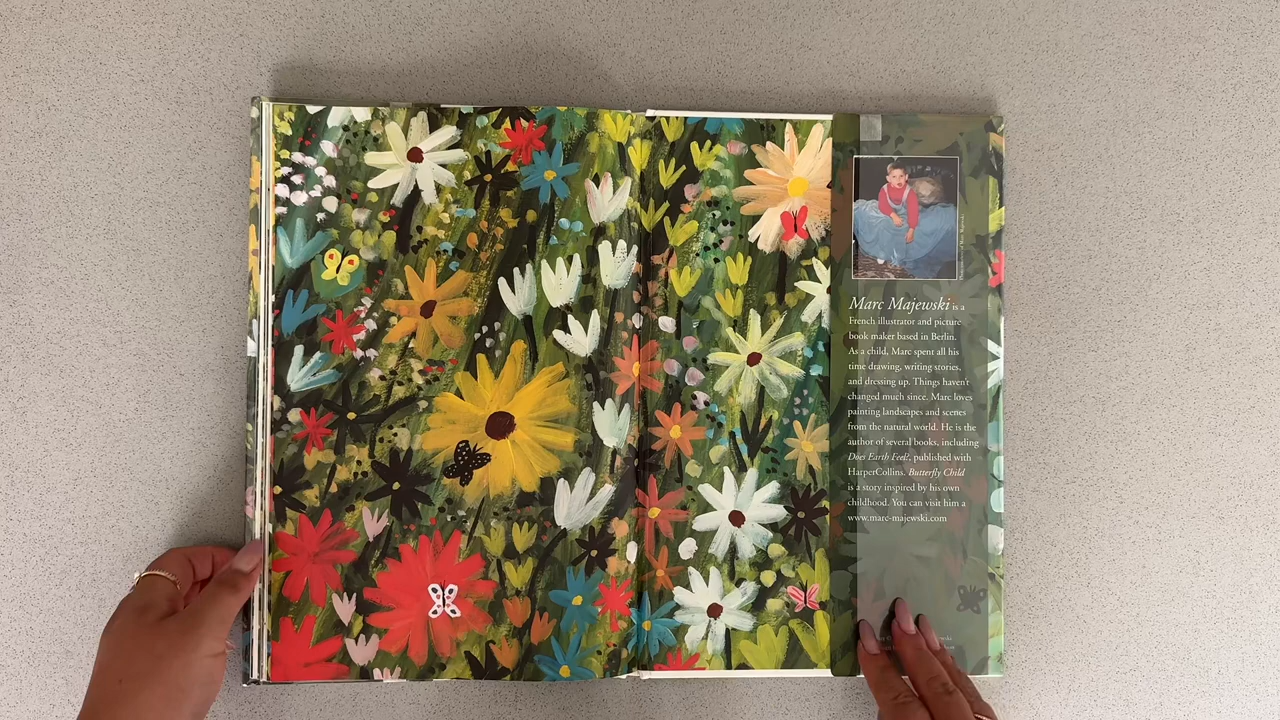 Marc Majewski is a
French illustrator and picture
book maker based in Berlin.
As a child, Marc spent all his
time drawing, writing stories,
and dressing up. Things haven't
changed much since. Marc loves
painting landscapes and scenes
from the natural world. He is the
author of several books, including
Does Earth Feel?, published with
HarperCollins. Butterfly Child
is a story inspired by his own
childhood. You can visit him a
www.marc-majewski.com